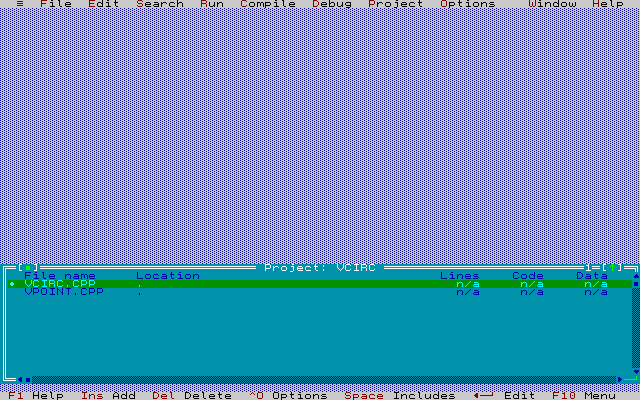 ≡ File Edit Search Run Compile Debug Project Options Window Help
[■] Project: VCIRC 1=[↑]
File name Location Lines Code Data
• VCIRC.CPP . n/a n/a n/a
VPOINT.CPP . n/a n/a n/a
F1 Help Ins Add Del Delete ^O Options Space Includes ←┘ Edit F10 Menu